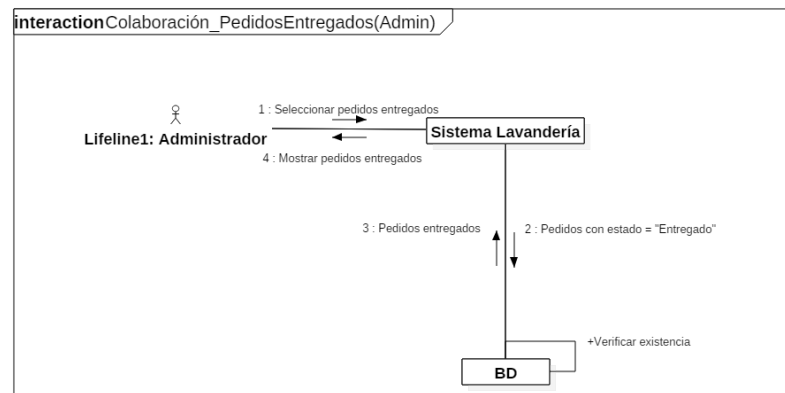 interaction Colaboración_PedidosEntregados(Admin)
1 : Seleccionar pedidos entregados
Lifeline1: Administrador
Sistema Lavandería
4 : Mostrar pedidos entregados
3 : Pedidos entregados
2 : Pedidos con estado = "Entregado"
+Verificar existencia
BD